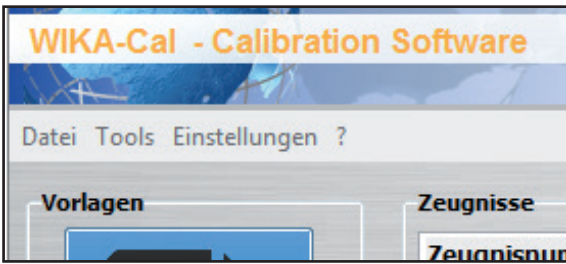 WIKA-Cal - Calibration Software
Datei Tools Einstellungen ?
Vorlagen
Zeugnisse